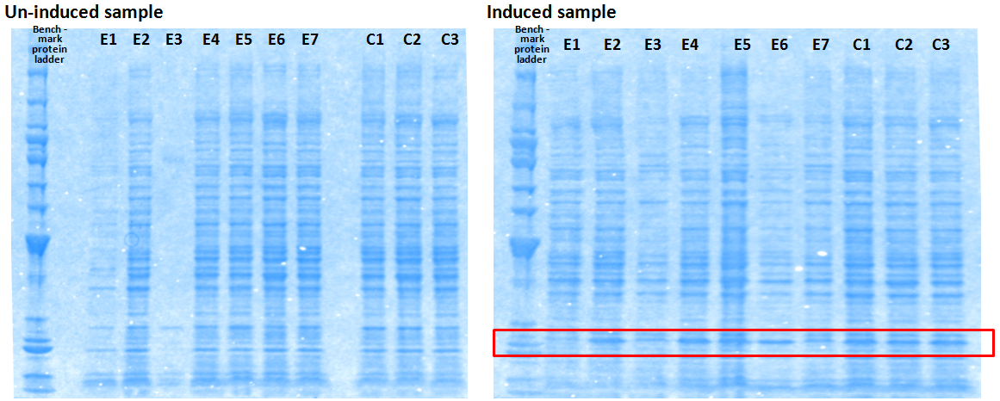 Un-induced sample
Bench -
mark
protein
ladder
E1 E2 E3 E4 E5 E6 E7 C1 C2 C3
Induced sample
Bench -
mark
protein
ladder
E1 E2 E3 E4 E5 E6 E7 C1 C2 C3